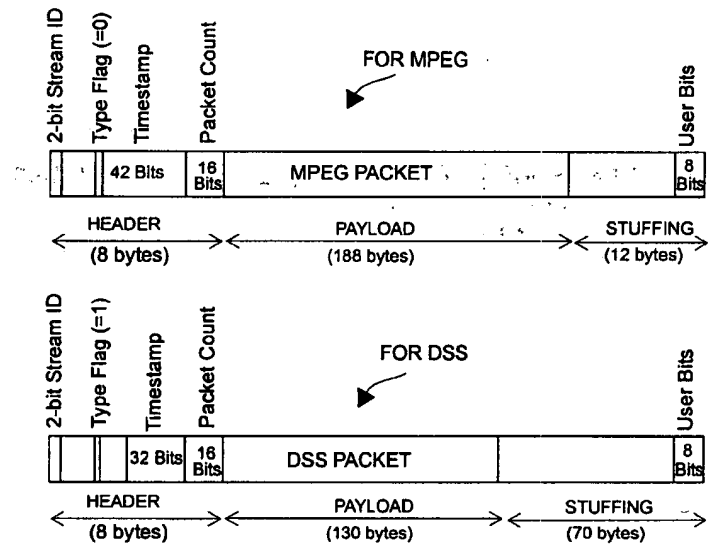 2-bit Stream ID
Type Flag (=0)
Timestamp
Packet Count
FOR MPEG
User Bits
42 Bits
16 Bits
MPEG PACKET
8 Bits
HEADER
(8 bytes)
PAYLOAD
(188 bytes)
STUFFING
(12 bytes)
2-bit Stream ID
Type Flag (=1)
Timestamp
Packet Count
FOR DSS
User Bits
32 Bits
16 Bits
DSS PACKET
8 Bits
HEADER
(8 bytes)
PAYLOAD
(130 bytes)
STUFFING
(70 bytes)